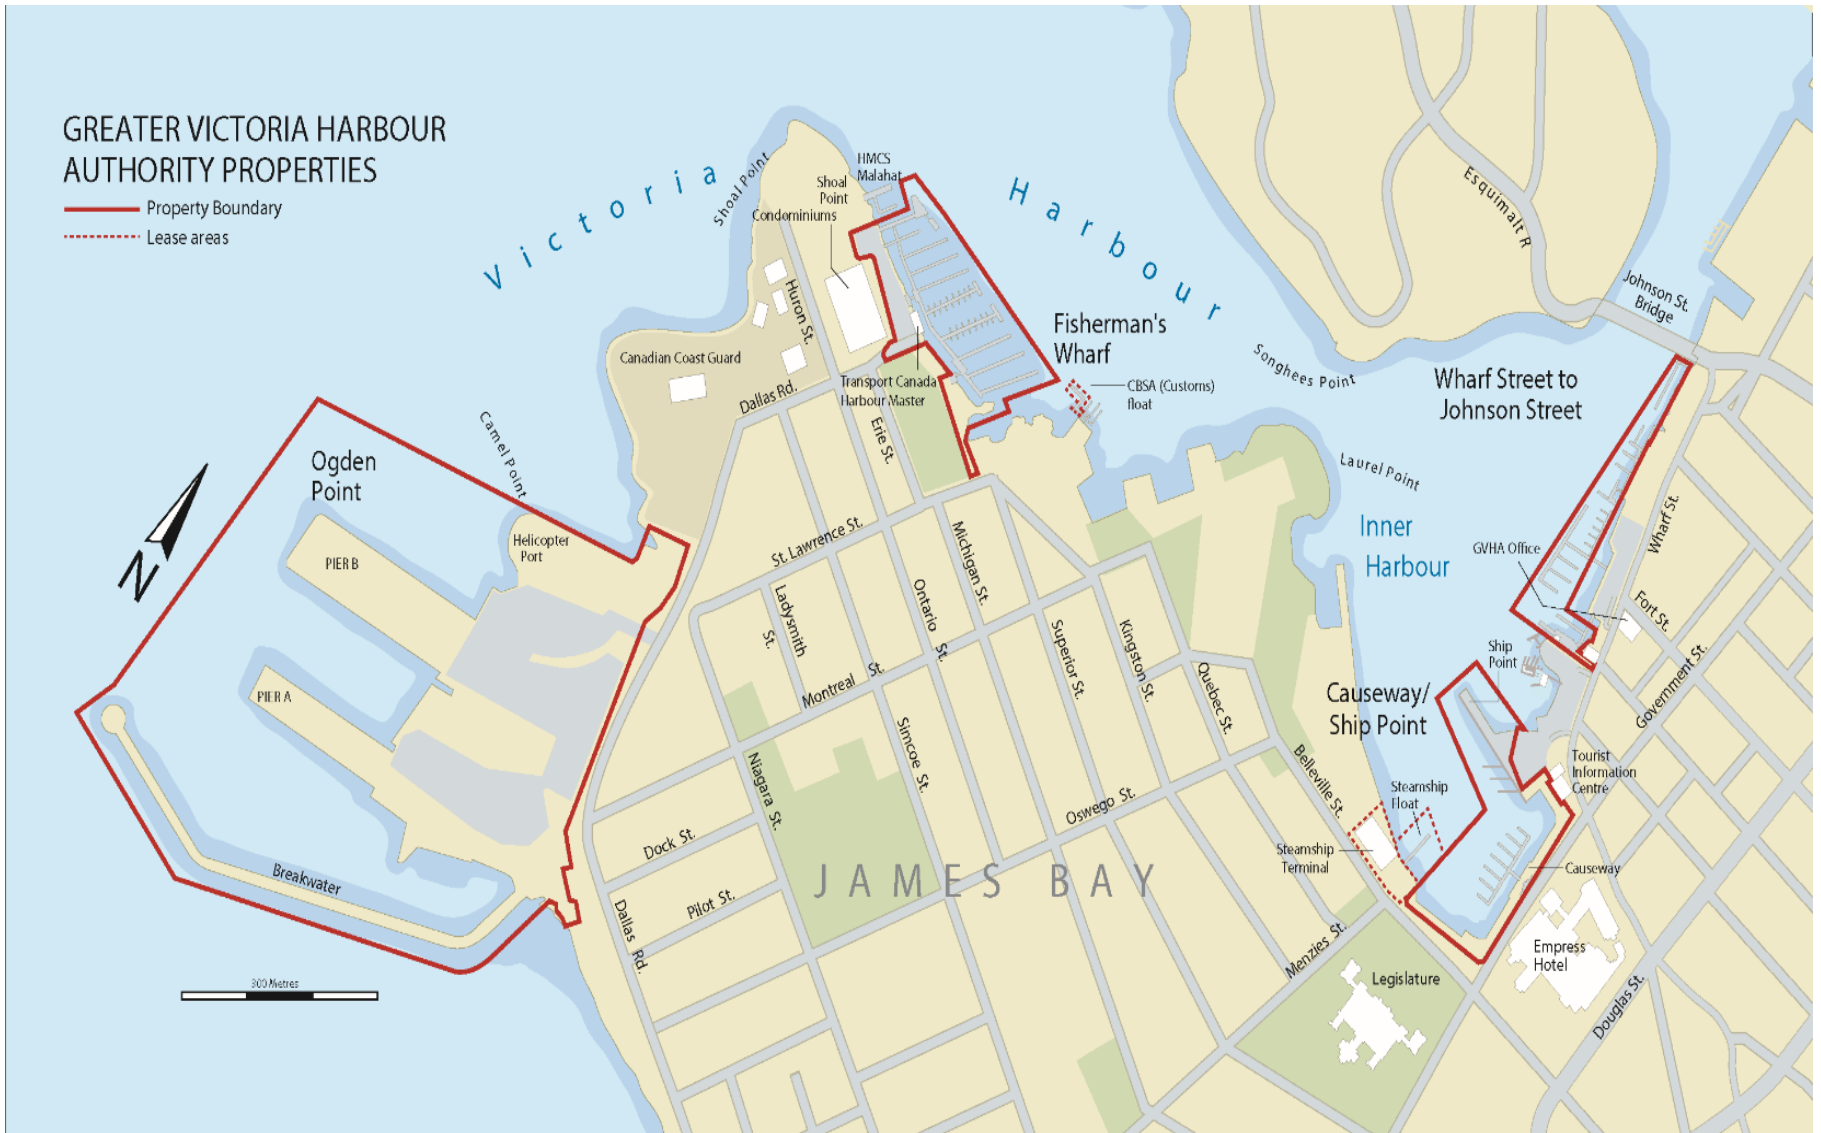 GREATER VICTORIA HARBOUR
AUTHORITY PROPERTIES
Property Boundary
Lease areas
Victoria
Harbour
Shoal Point
HMCS
Malahat
Shoal
Point
Condominiums
Huron St.
Canadian Coast Guard
Dallas Rd.
Transport Canada
Harbour Master
Erie St.
Fisherman's
Wharf
CBSA (Customs)
float
Songhees Point
Esquimalt R
Johnson St.
Bridge
Wharf Street to
Johnson Street
Laurel Point
Inner
Harbour
GVHA Office
Wharf St.
Fort St.
Government St.
Ship
Point
Causeway/
Ship Point
Tourist
Information
Centre
Steamship
Float
Steamship
Terminal
Causeway
Empress
Hotel
Legislature
Douglas St.
Menzies St.
Belleville St.
Camel Point
Ogden
Point
PIER B
Helicopter
Port
PIER A
Breakwater
N
300 Metres
St. Lawrence St.
Michigan St.
Ladysmith
St.
Ontario St.
Superior St.
Kingston St.
Quebec St.
Montreal St.
Simcoe St.
Niagara St.
Oswego St.
Dock St.
Pilot St.
Dallas Rd.
JAMES BAY